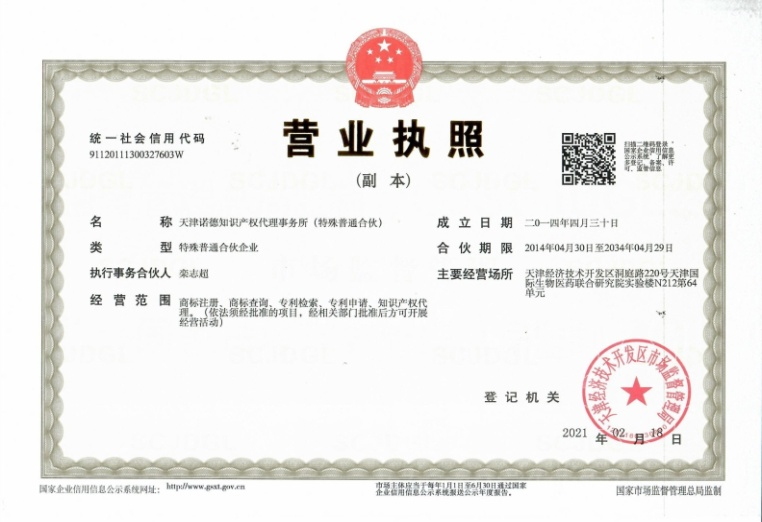 统一社会信用代码
91120111300327603W
营业执照
(副 本)
扫描二维码登录'
国家企业信用信息
公示系统'了解更
多登记、备案、许
可、监管信息
名 称 天津诺德知识产权代理事务所（特殊普通合伙）
类 型 特殊普通合伙企业
执行事务合伙人 栾志超
经营范围 商标注册、商标查询、专利检索、专利申请、知识产权代
理。（依法须经批准的项目，经相关部门批准后方可开展
经营活动）
成立日期 二〇一四年四月三十日
合伙期限 2014年04月30日至2034年04月29日
主要经营场所 天津经济技术开发区洞庭路220号天津国
际生物医药联合研究院实验楼N212第64
单元
登记机关
天津经济技术开发区市场监督管理局
2021 年 02 月 18 日
国家企业信用信息公示系统网址: http://www.gsxt.gov.cn
市场主体应当于每年1月1日至6月30日通过国家
企业信用信息公示系统报送公示年度报告。
国家市场监督管理总局监制